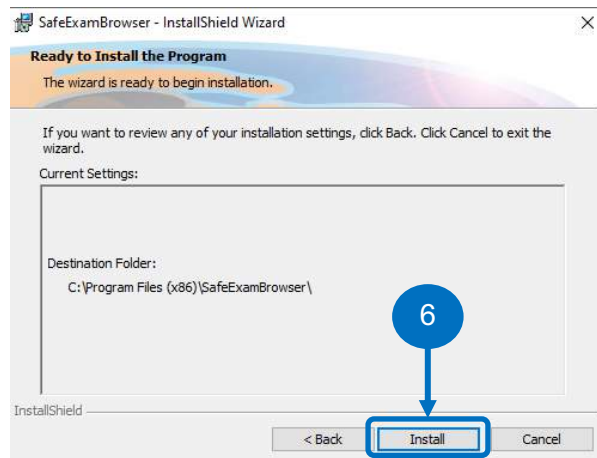 SafeExamBrowser - InstallShield Wizard
Ready to Install the Program
The wizard is ready to begin installation.
If you want to review any of your installation settings, click Back. Click Cancel to exit the
wizard.
Current Settings:
Destination Folder:
C:\Program Files (x86)\SafeExamBrowser\
6
InstallShield
< Back Install Cancel